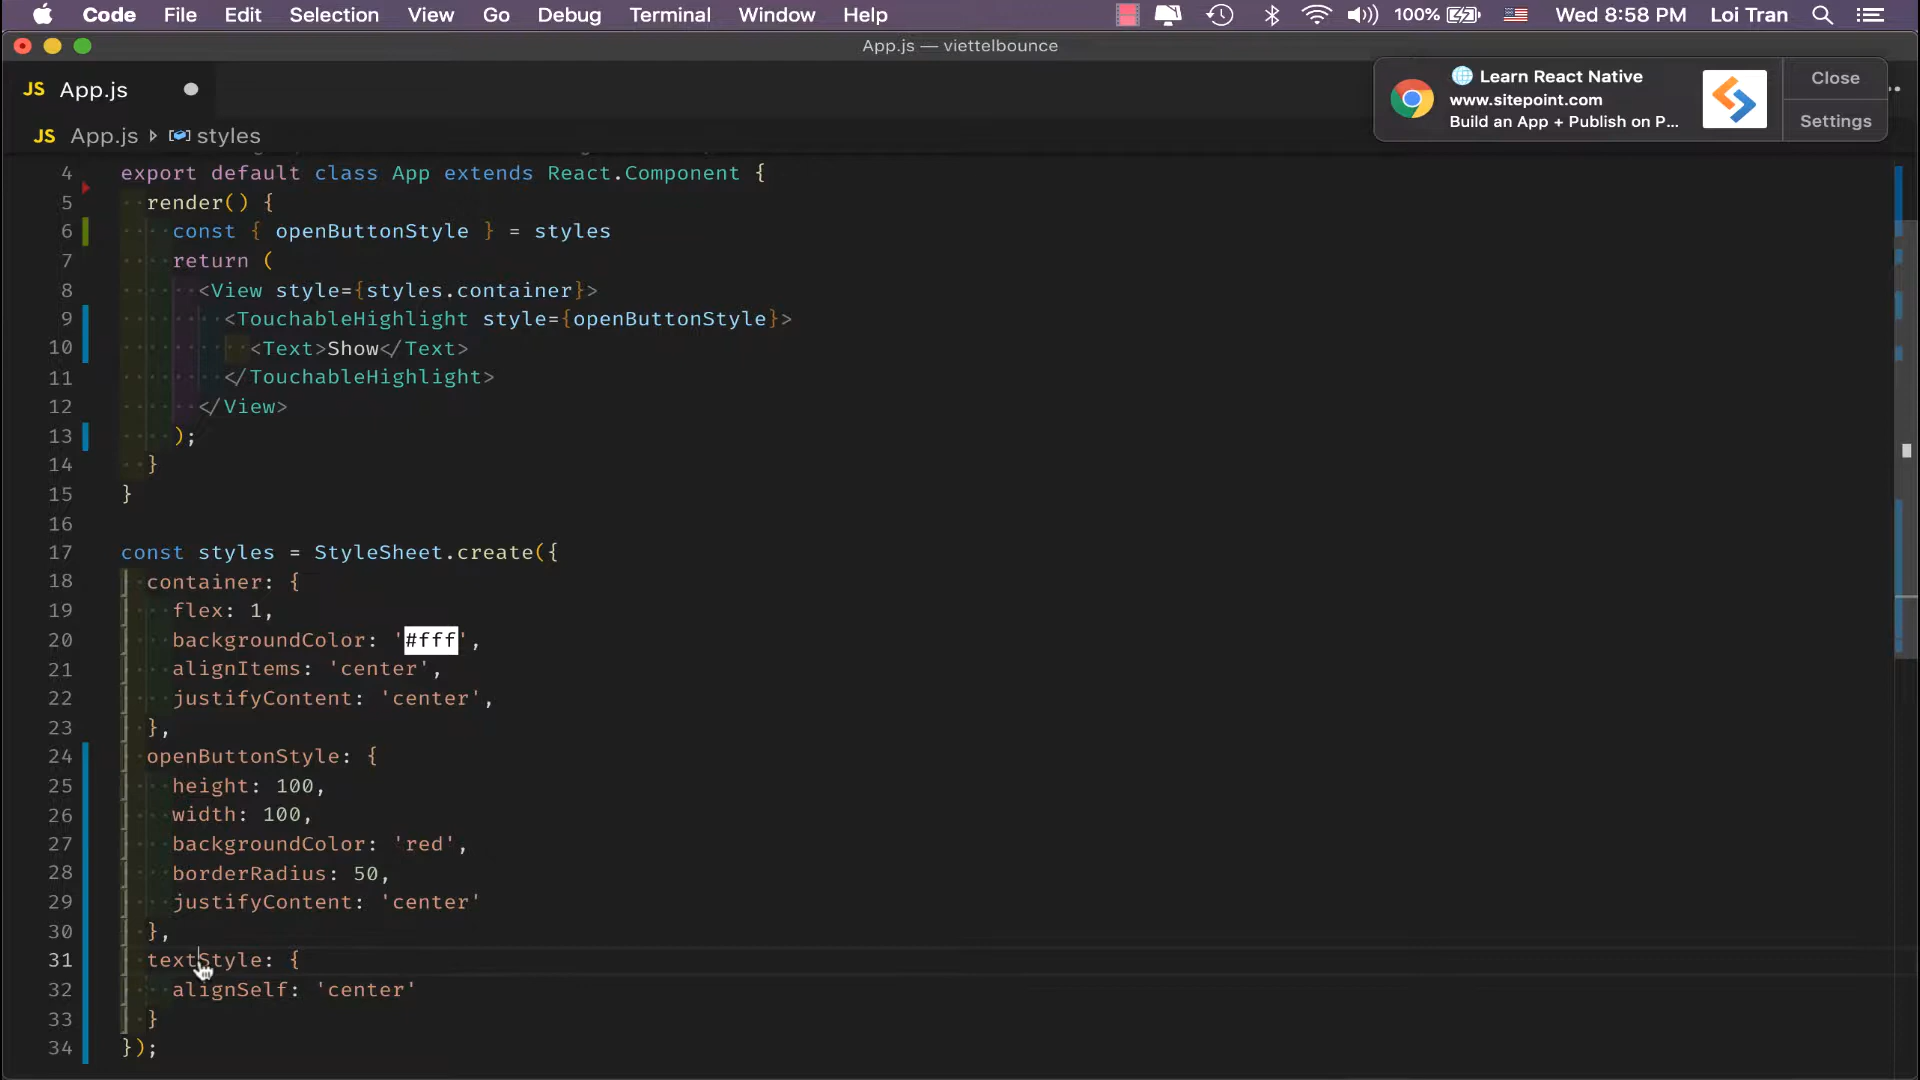 Code File Edit Selection View Go Debug Terminal Window Help 100% Wed 8:58 PM Loi Tran
App.js — viettelbounce
JS App.js
Learn React Native
www.sitepoint.com
Build an App + Publish on P...
Close
Settings
JS App.js styles
4 export default class App extends React.Component {
5 render() {
6 const { openButtonStyle } = styles
7 return (
8 <View style={styles.container}>
9 <TouchableHighlight style={openButtonStyle}>
10 <Text>Show</Text>
11 </TouchableHighlight>
12 </View>
13 );
14 }
15 }
16
17 const styles = StyleSheet.create({
18 container: {
19 flex: 1,
20 backgroundColor: '#fff',
21 alignItems: 'center',
22 justifyContent: 'center',
23 },
24 openButtonStyle: {
25 height: 100,
26 width: 100,
27 backgroundColor: 'red',
28 borderRadius: 50,
29 justifyContent: 'center'
30 },
31 textStyle: {
32 alignSelf: 'center'
33 }
34 });